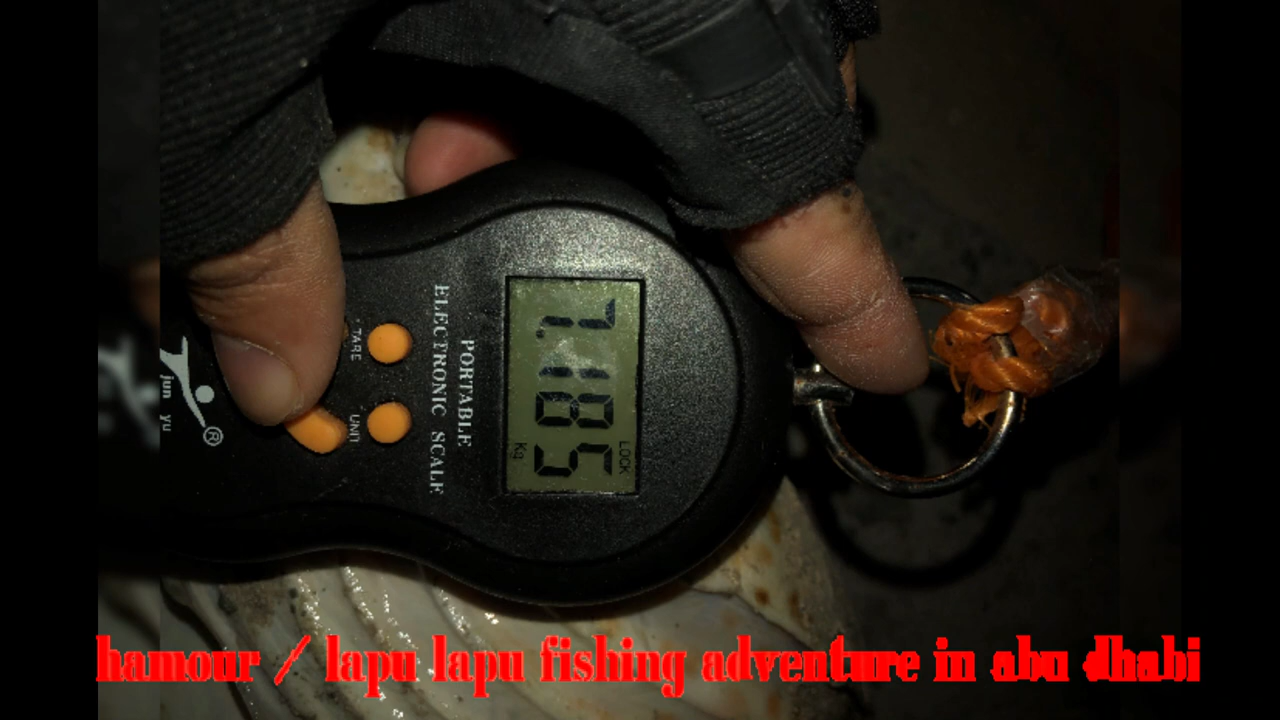 7.185
LOCK
Kg
PORTABLE
ELECTRONIC SCALE
TARE
UNIT
jun yu
®
hamour / lapu lapu fishing adventure in abu dhabi